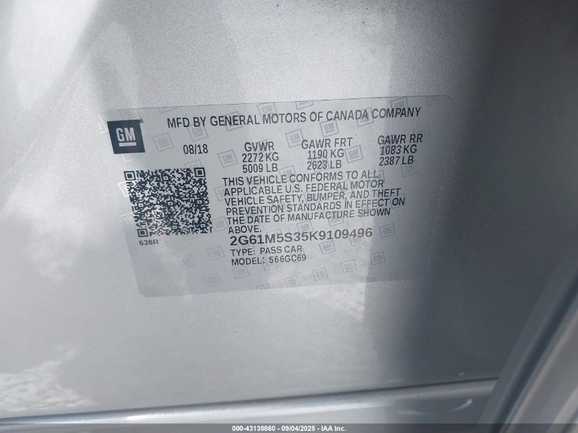 MFD BY GENERAL MOTORS OF CANADA COMPANY
GM
08/18
GVWR
2272 KG
5009 LB
GAWR FRT
1190 KG
2623 LB
GAWR RR
1083 KG
2387 LB
THIS VEHICLE CONFORMS TO ALL
APPLICABLE U.S. FEDERAL MOTOR
VEHICLE SAFETY, BUMPER, AND THEFT
PREVENTION STANDARDS IN EFFECT ON
THE DATE OF MANUFACTURE SHOWN
ABOVE.
2G61M5S35K9109496
TYPE: PASS CAR
MODEL: S66GC69
636R
000-43138860 - 09/04/2025 - IAA Inc.